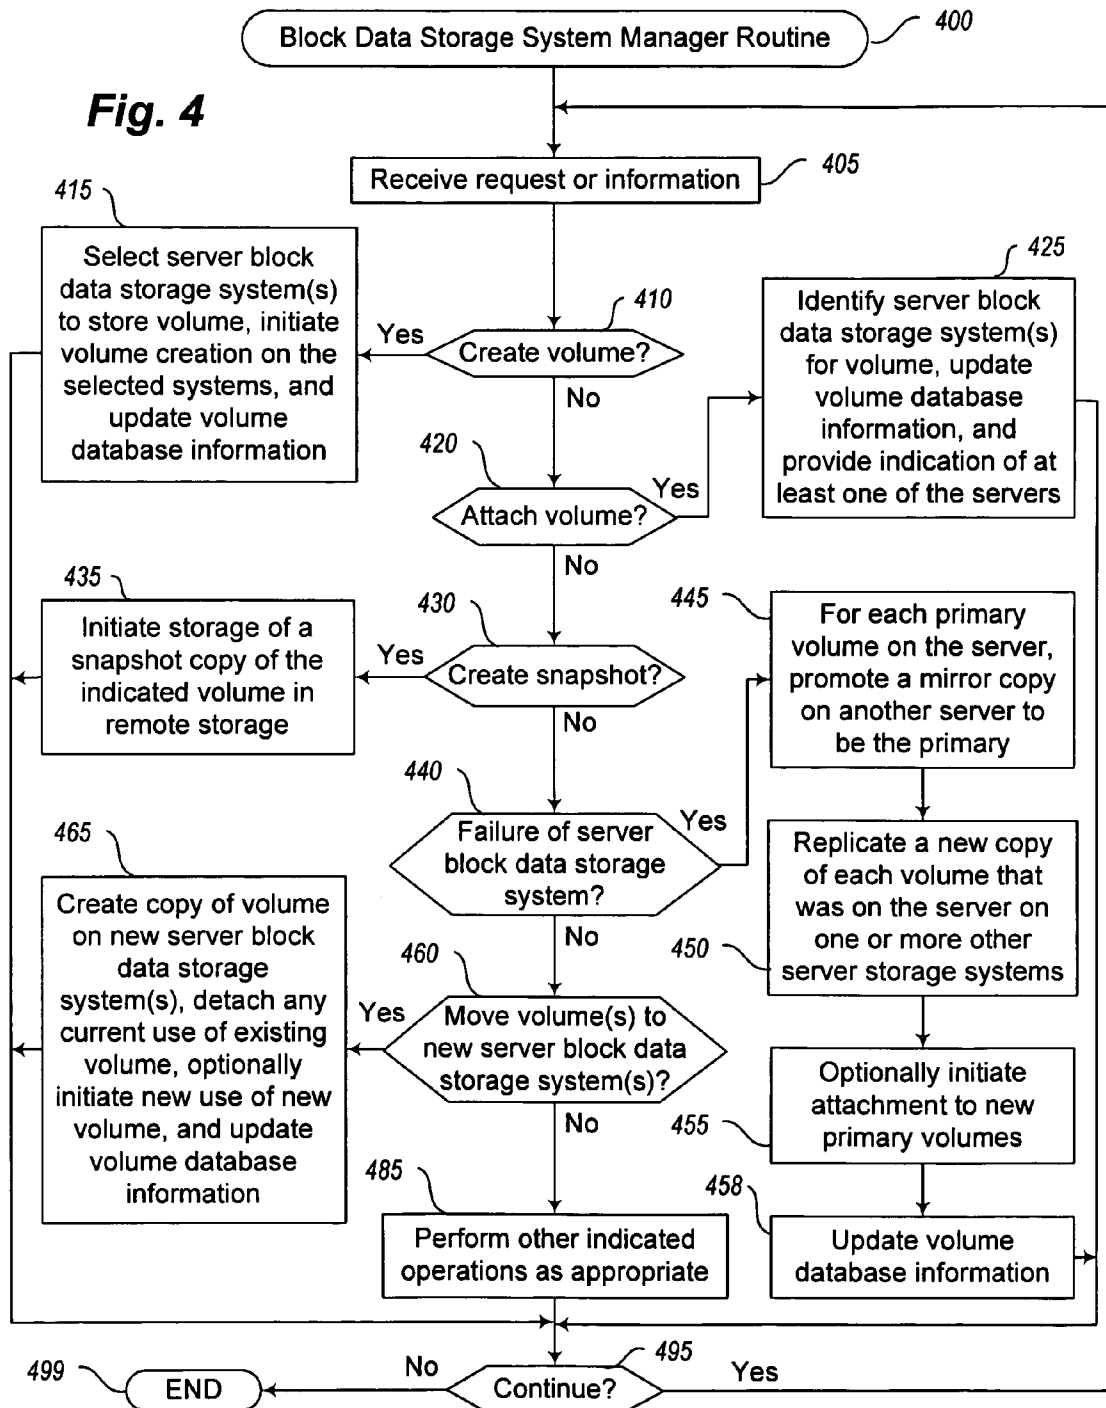 Block Data Storage System Manager Routine
400
Fig. 4
Receive request or information
405
415
Select server block
data storage system(s)
to store volume, initiate
volume creation on the
selected systems, and
update volume
database information
410
Yes
Create volume?
No
425
Identify server block
data storage system(s)
for volume, update
volume database
information, and
provide indication of at
least one of the servers
420
Yes
Attach volume?
No
435
Initiate storage of a
snapshot copy of the
indicated volume in
remote storage
430
Yes
Create snapshot?
No
445
For each primary
volume on the server,
promote a mirror copy
on another server to
be the primary
440
Yes
Failure of server
block data storage
system?
No
450
Replicate a new copy
of each volume that
was on the server on
one or more other
server storage systems
465
Create copy of volume
on new server block
data storage
system(s), detach any
current use of existing
volume, optionally
initiate new use of new
volume, and update
volume database
information
460
Yes
Move volume(s) to
new server block data
storage system(s)?
No
455
Optionally initiate
attachment to new
primary volumes
485
Perform other indicated
operations as appropriate
458
Update volume
database information
495
Continue?
No
Yes
499
END